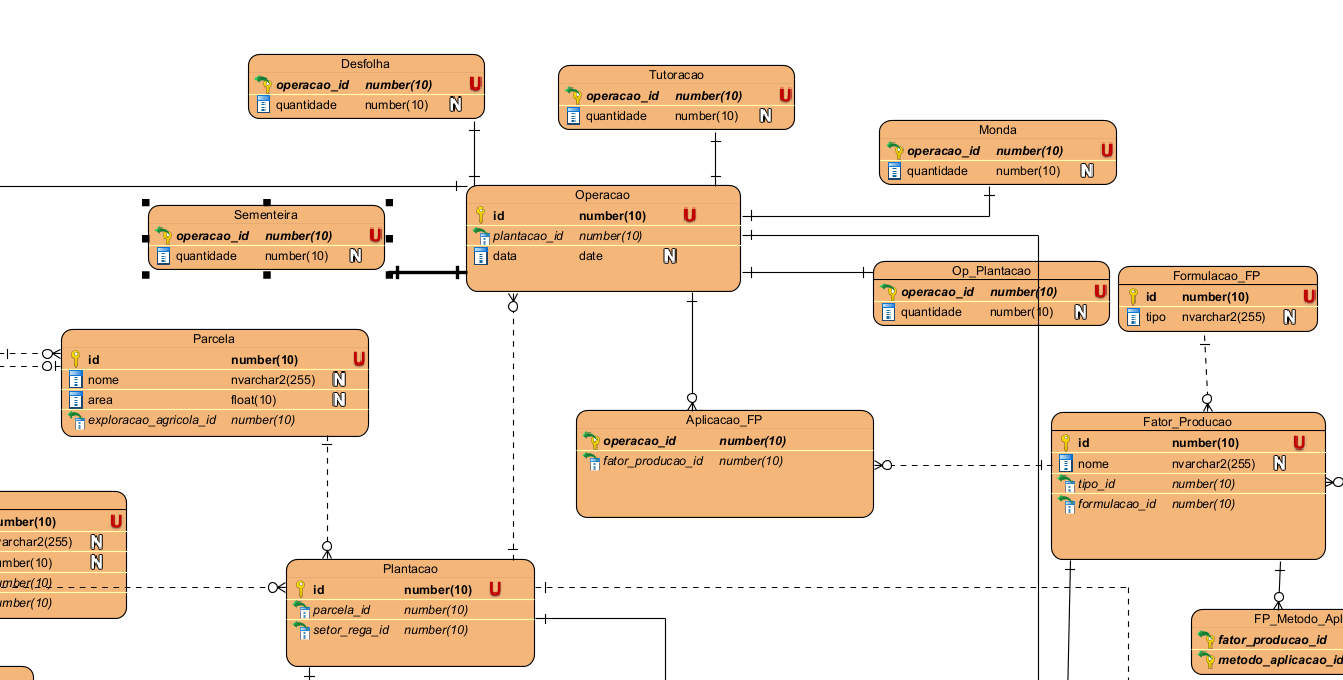 Desfolha
operacao_id number(10) U
quantidade number(10) N
Tutoracao
operacao_id number(10) U
quantidade number(10) N
Monda
operacao_id number(10) U
quantidade number(10) N
Operacao
id number(10) U
plantacao_id number(10)
data date N
Sementeira
operacao_id number(10) U
quantidade number(10) N
Op_Plantacao
operacao_id number(10) U
quantidade number(10) N
Formulacao_FP
id number(10) U
tipo nvarchar2(255) N
Parcela
id number(10) U
nome nvarchar2(255) N
area float(10) N
exploracao_agricola_id number(10)
Aplicacao_FP
operacao_id number(10)
fator_producao_id number(10)
Fator_Producao
id number(10) U
nome nvarchar2(255) N
tipo_id number(10)
formulacao_id number(10)
umber(10) U
varchar2(255) N
umber(10) N
umber(10)
umber(10)
Plantacao
id number(10) U
parcela_id number(10)
setor_rega_id number(10)
FP_Metodo_Apl
fator_producao_id
metodo_aplicacao_id